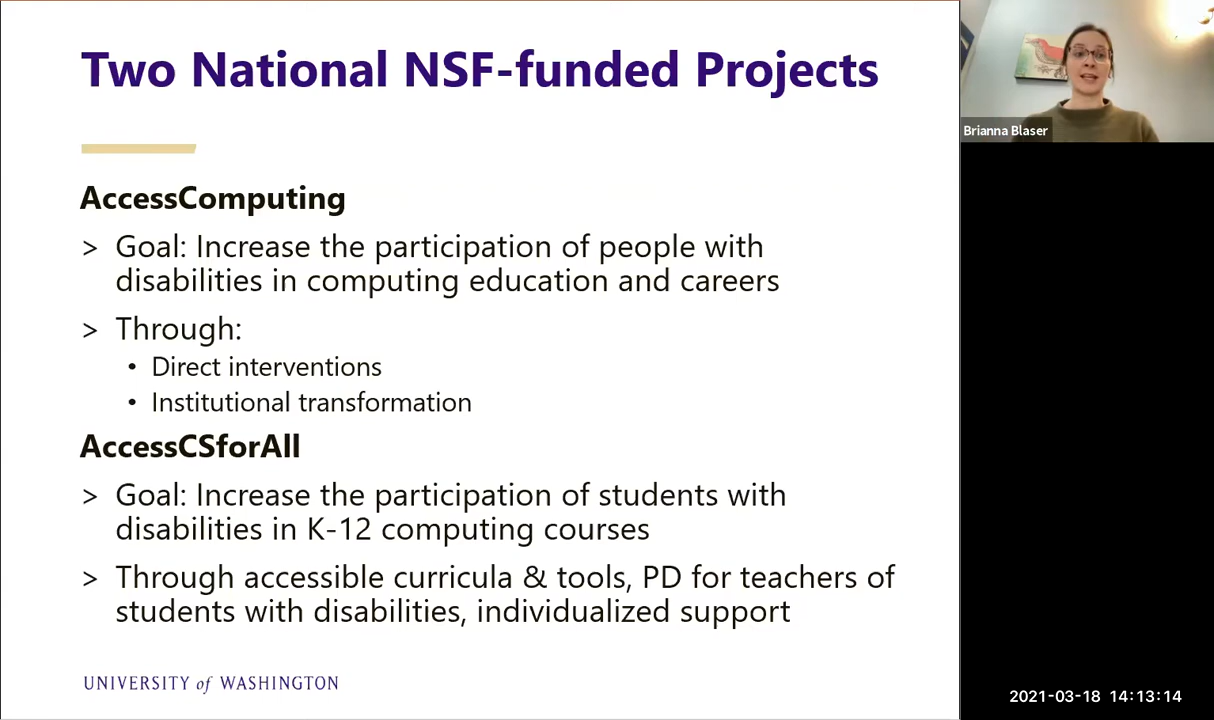 Two National NSF-funded Projects
AccessComputing
> Goal: Increase the participation of people with
disabilities in computing education and careers
> Through:
• Direct interventions
• Institutional transformation
AccessCSforAll
> Goal: Increase the participation of students with
disabilities in K-12 computing courses
> Through accessible curricula & tools, PD for teachers of
students with disabilities, individualized support
UNIVERSITY of WASHINGTON
Brianna Blaser
2021-03-18 14:13:14